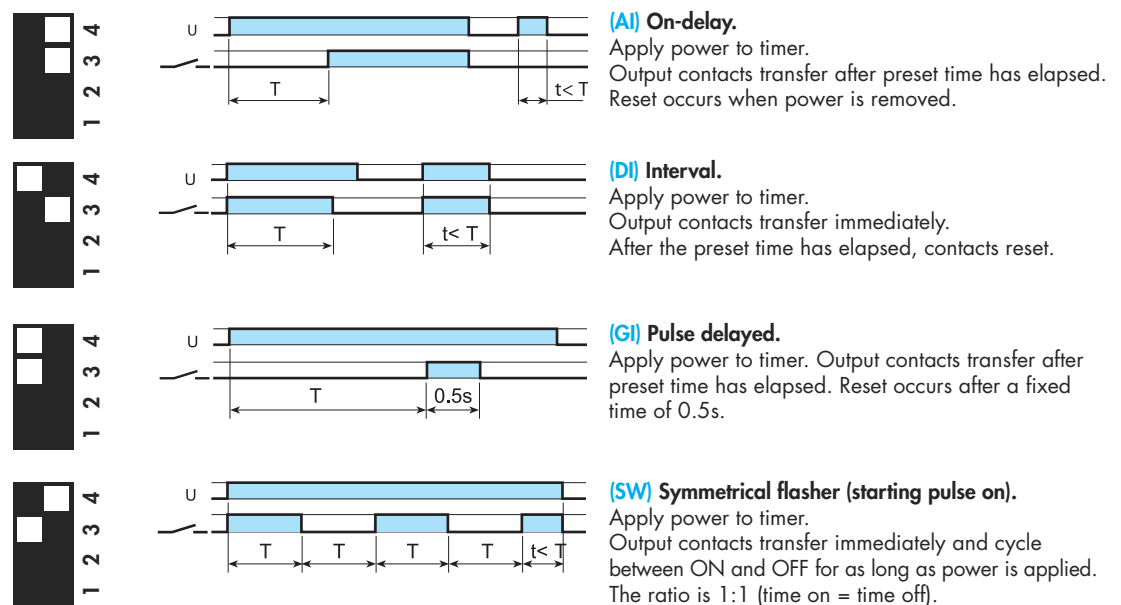 4
3
2
1
U
T
t< T
(AI) On-delay.
Apply power to timer.
Output contacts transfer after preset time has elapsed.
Reset occurs when power is removed.
4
3
2
1
U
T
t< T
(DI) Interval.
Apply power to timer.
Output contacts transfer immediately.
After the preset time has elapsed, contacts reset.
4
3
2
1
U
T
0.5s
(GI) Pulse delayed.
Apply power to timer. Output contacts transfer after
preset time has elapsed. Reset occurs after a fixed
time of 0.5s.
4
3
2
1
U
T
T
T
T
t< T
(SW) Symmetrical flasher (starting pulse on).
Apply power to timer.
Output contacts transfer immediately and cycle
between ON and OFF for as long as power is applied.
The ratio is 1:1 (time on = time off).